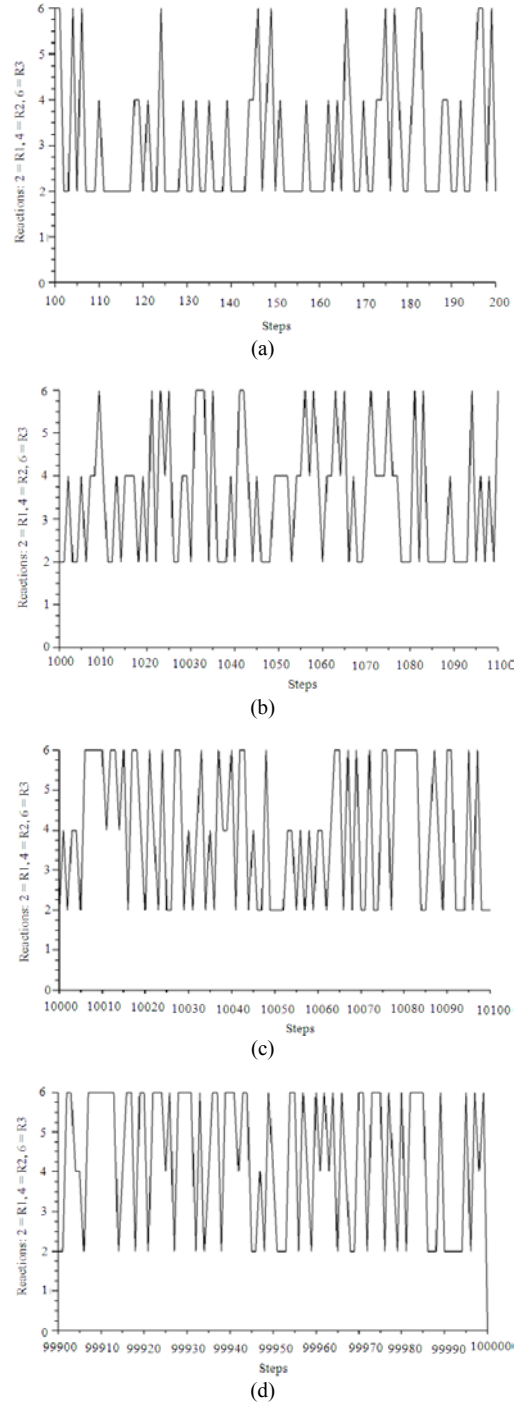 Reactions: 2 = R1, 4 = R2, 6 = R3
6
5
4
3
2
1
0
100 110 120 130 140 150 160 170 180 190 200
Steps
(a)
Reactions: 2 = R1, 4 = R2, 6 = R3
6
5
4
3
2
1
0
1000 1010 1020 10030 1040 1050 1060 1070 1080 1090 1100
Steps
(b)
Reactions: 2 = R1, 4 = R2, 6 = R3
6
5
4
3
2
1
0
10000 10010 10020 10030 10040 10050 10060 10070 10080 10090 10100
Steps
(c)
Reactions: 2 = R1, 4 = R2, 6 = R3
6
5
4
3
2
1
0
99900 99910 99920 99930 99940 99950 99960 99970 99980 99990 100000
Steps
(d)